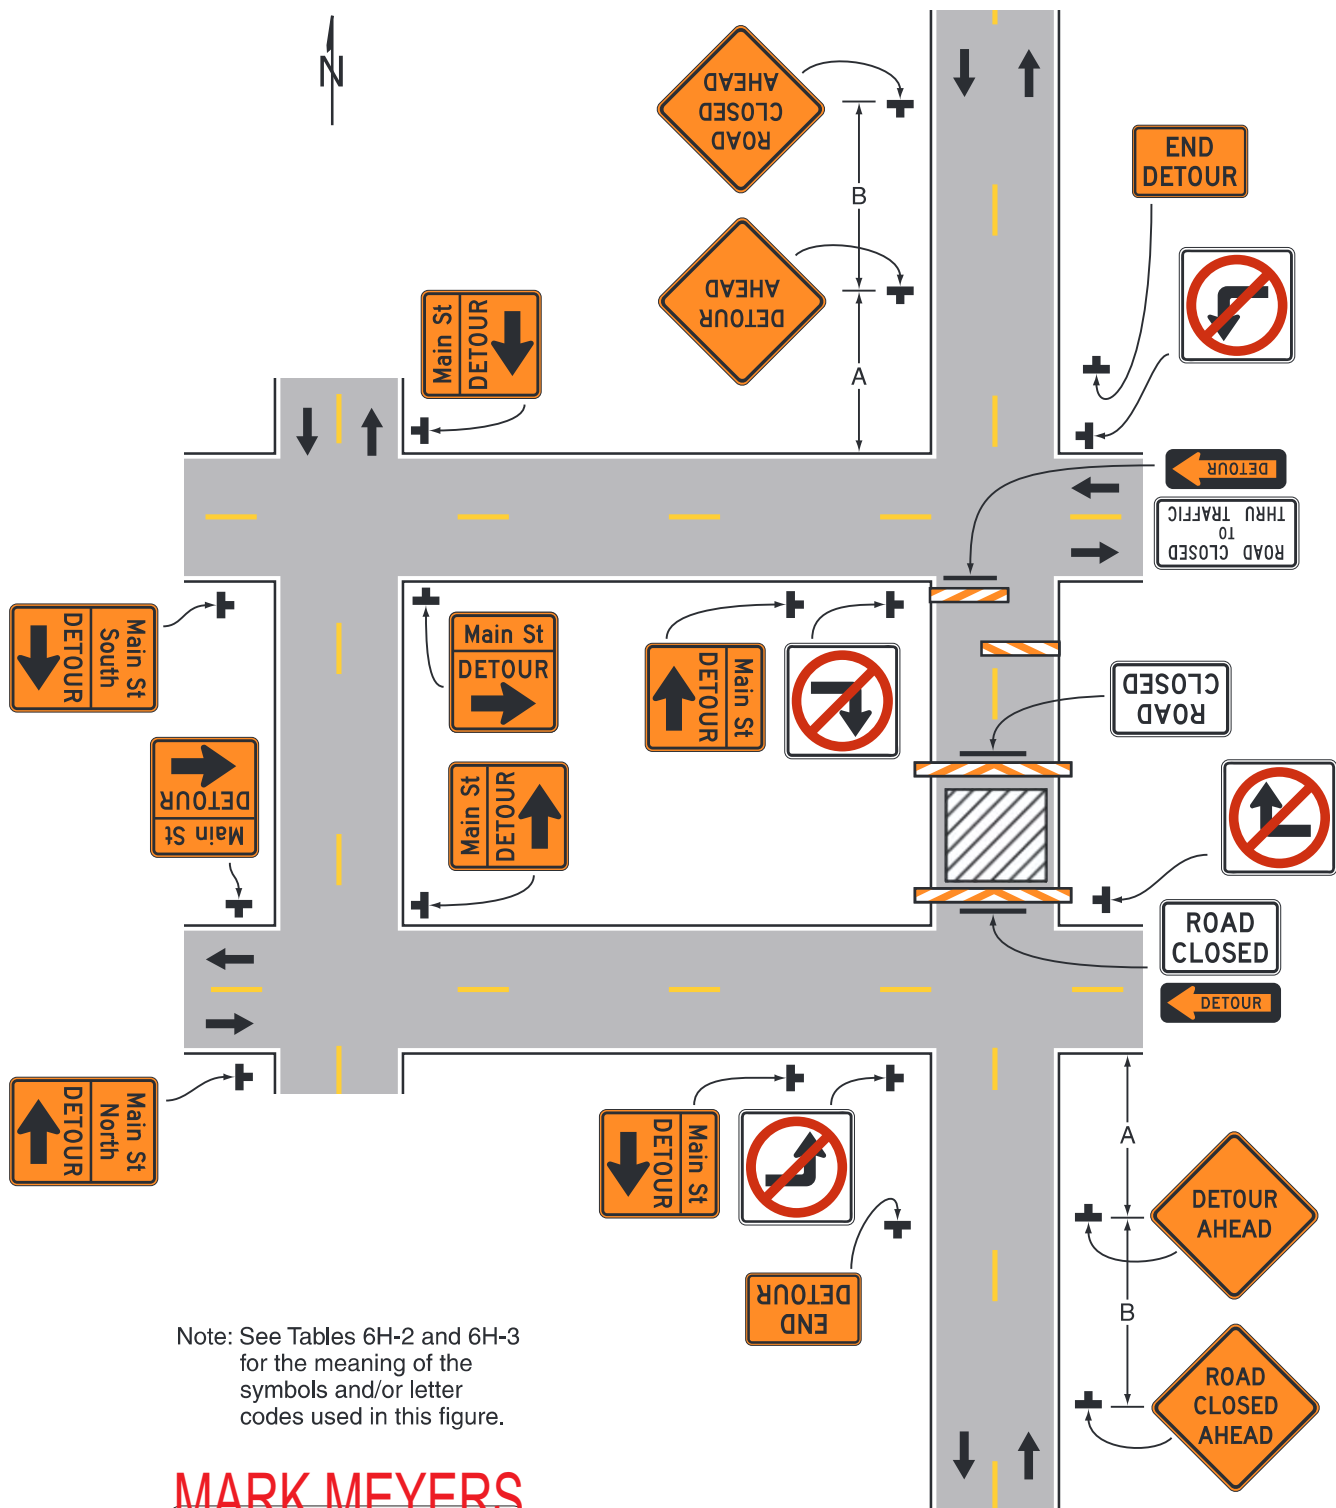 N
ROAD
CLOSED
AHEAD
B
DETOUR
AHEAD
A
END
DETOUR
Main St
DETOUR
DETOUR
ROAD CLOSED
TO
THRU TRAFFIC
Main St
South
DETOUR
Main St
DETOUR
Main St
DETOUR
ROAD
CLOSED
Main St
DETOUR
Main St
DETOUR
ROAD
CLOSED
DETOUR
Main St
North
DETOUR
Main St
DETOUR
A
DETOUR
AHEAD
B
END
DETOUR
ROAD
CLOSED
AHEAD
Note: See Tables 6H-2 and 6H-3
for the meaning of the
symbols and/or letter
codes used in this figure.
MARK MEYERS